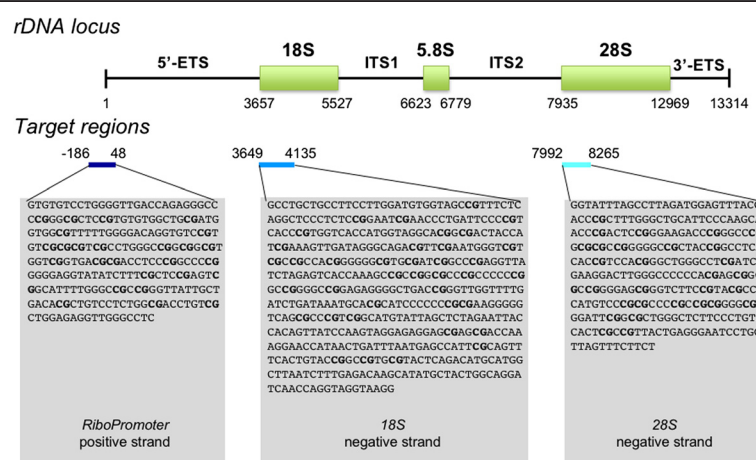 rDNA locus
5'-ETS 18S ITS1 5.8S ITS2 28S 3'-ETS
1 3657 5527 6623 6779 7935 12969 13314
Target regions
-186 48 3649 4135 7992 8265
GTGTGTCCTGGGGTTGACCAGAGGGCC
CCGGGCGCTCCGTGTGTGGCTGCGATG
GTGGCGTTTTTGGGGACAGGTGTCCGT
GTCGCGCGTCGCCTGGGCCGGCGGCGT
GGTCGGTGACGCGACCTCCCGGCCCCG
GGGGAGGTATATCTTTCGCTCCGAGTC
GGCATTTTGGGCCGCCGGGTTATTGCT
GACACGCTGTCCTCTGGCGACCTGTCG
CTGGAGAGGTTGGGCCTC
RiboPromoter
positive strand
GCCTGCTGCCTTCCTTGGATGTGGTAGCCGTTTCTC
AGGCTCCCTCTCCGGAATCGAACCCTGATTCCCCGT
CACCCGTGGTCACCATGGTAGGCACGGCGACTACCA
TCGAAAGTTGATAGGGCAGACGTTCGAATGGGTCGT
CGCCGCCACGGGGGGCGTGCGATCGGCCCGAGGTTA
TCTAGAGTCACCAAAGCCGCCGGCGCCCGCCCCCCG
GCCGGGGCCGGAGAGGGGCTGACCGGGTTGGTTTTG
ATCTGATAAATGCACGCATCCCCCCCGCGAAGGGGG
TCAGCGCCCGTCGGCATGTATTAGCTCTAGAATTAC
CACAGTTATCCAAGTAGGAGAGGAGCGAGCGACCAA
AGGAACCATAACTGATTTAATGAGCCATTCGCAGTT
TCACTGTACCGGCCGTGCGTACTCAGACATGCATGG
CTTAATCTTTGAGACAAGCATATGCTACTGGCAGGA
TCAACCAGGTAGGTAAGG
18S
negative strand
GGTATTTAGCCTTAGATGGAGTTTAC
ACCCGCTTTGGGCTGCATTCCCAAGC
ACCCGACTCCGGGAAGACCCGGGCCC
GCGCGCCGGGGGCCGCTACCGGCCTC
CACCGTCCACGGGCTGGGCCTCGATC
GAAGGACTTGGGCCCCCCACGAGCGG
GCCGGGGAGCGGGTCTTCCGTACGCC
CATGTCCCGCGCCCCGCCGCGGGGCG
GGATTCGGCGCTGGGCTCTTCCCTGT
CACTCGCCGTTACTGAGGGAATCCTG
TTAGTTTCTTCT
28S
negative strand